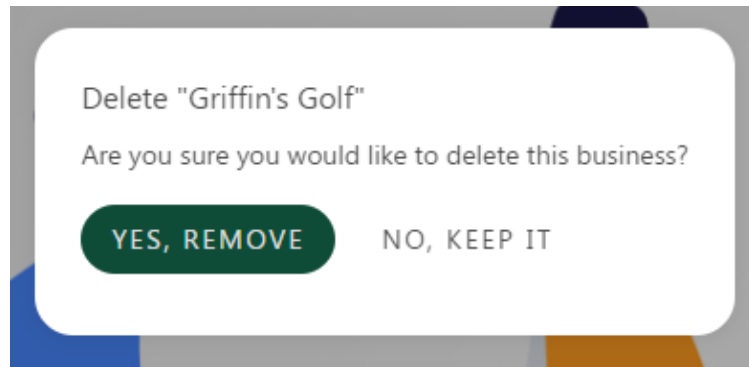 Delete "Griffin's Golf"
Are you sure you would like to delete this business?
YES, REMOVE NO, KEEP IT